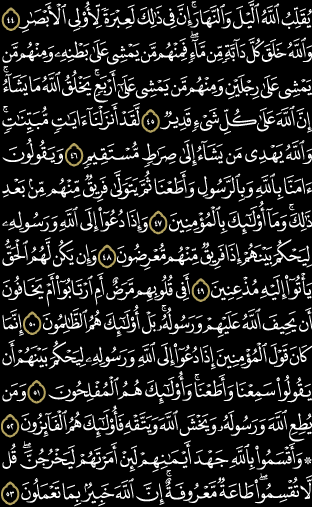 يُقَلِّبُ ٱللَّهُ ٱلَّيۡلَ وَٱلنَّهَارَۚ إِنَّ فِي ذَٰلِكَ لَعِبۡرَةٗ لِّأُوْلِي ٱلۡأَبۡصَٰرِ ٤٤
وَٱللَّهُ خَلَقَ كُلَّ دَآبَّةٖ مِّن مَّآءٖۖ فَمِنۡهُم مَّن يَمۡشِي عَلَىٰ بَطۡنِهِۦ وَمِنۡهُم مَّن
يَمۡشِي عَلَىٰ رِجۡلَيۡنِ وَمِنۡهُم مَّن يَمۡشِي عَلَىٰٓ أَرۡبَعٖۚ يَخۡلُقُ ٱللَّهُ مَا يَشَآءُۚ
إِنَّ ٱللَّهَ عَلَىٰ كُلِّ شَيۡءٖ قَدِيرٞ ٤٥ لَّقَدۡ أَنزَلۡنَآ ءَايَٰتٖ مُّبَيِّنَٰتٖۚ
وَٱللَّهُ يَهۡدِي مَن يَشَآءُ إِلَىٰ صِرَٰطٖ مُّسۡتَقِيمٖ ٤٦ وَيَقُولُونَ
ءَامَنَّا بِٱللَّهِ وَبِٱلرَّسُولِ وَأَطَعۡنَا ثُمَّ يَتَوَلَّىٰ فَرِيقٞ مِّنۡهُم مِّنۢ بَعۡدِ
ذَٰلِكَۚ وَمَآ أُوْلَٰٓئِكَ بِٱلۡمُؤۡمِنِينَ ٤٧ وَإِذَا دُعُوٓاْ إِلَى ٱللَّهِ وَرَسُولِهِۦ
لِيَحۡكُمَ بَيۡنَهُمۡ إِذَا فَرِيقٞ مِّنۡهُم مُّعۡرِضُونَ ٤٨ وَإِن يَكُن لَّهُمُ ٱلۡحَقُّ
يَأۡتُوٓاْ إِلَيۡهِ مُذۡعِنِينَ ٤٩ أَفِي قُلُوبِهِم مَّرَضٌ أَمِ ٱرۡتَابُوٓاْ أَمۡ يَخَافُونَ
أَن يَحِيفَ ٱللَّهُ عَلَيۡهِمۡ وَرَسُولُهُۥۚ بَلۡ أُوْلَٰٓئِكَ هُمُ ٱلظَّٰلِمُونَ ٥٠ إِنَّمَا
كَانَ قَوۡلَ ٱلۡمُؤۡمِنِينَ إِذَا دُعُوٓاْ إِلَى ٱللَّهِ وَرَسُولِهِۦ لِيَحۡكُمَ بَيۡنَهُمۡ أَن
يَقُولُواْ سَمِعۡنَا وَأَطَعۡنَاۚ وَأُوْلَٰٓئِكَ هُمُ ٱلۡمُفۡلِحُونَ ٥١ وَمَن
يُطِعِ ٱللَّهَ وَرَسُولَهُۥ وَيَخۡشَ ٱللَّهَ وَيَتَّقۡهِ فَأُوْلَٰٓئِكَ هُمُ ٱلۡفَآئِزُونَ ٥٢
۞ وَأَقۡسَمُواْ بِٱللَّهِ جَهۡدَ أَيۡمَٰنِهِمۡ لَئِنۡ أَمَرۡتَهُمۡ لَيَخۡرُجُنَّۖ قُل
لَّا تُقۡسِمُواْۖ طَاعَةٞ مَّعۡرُوفَةٌۚ إِنَّ ٱللَّهَ خَبِيرُۢ بِمَا تَعۡمَلُونَ ٥٣